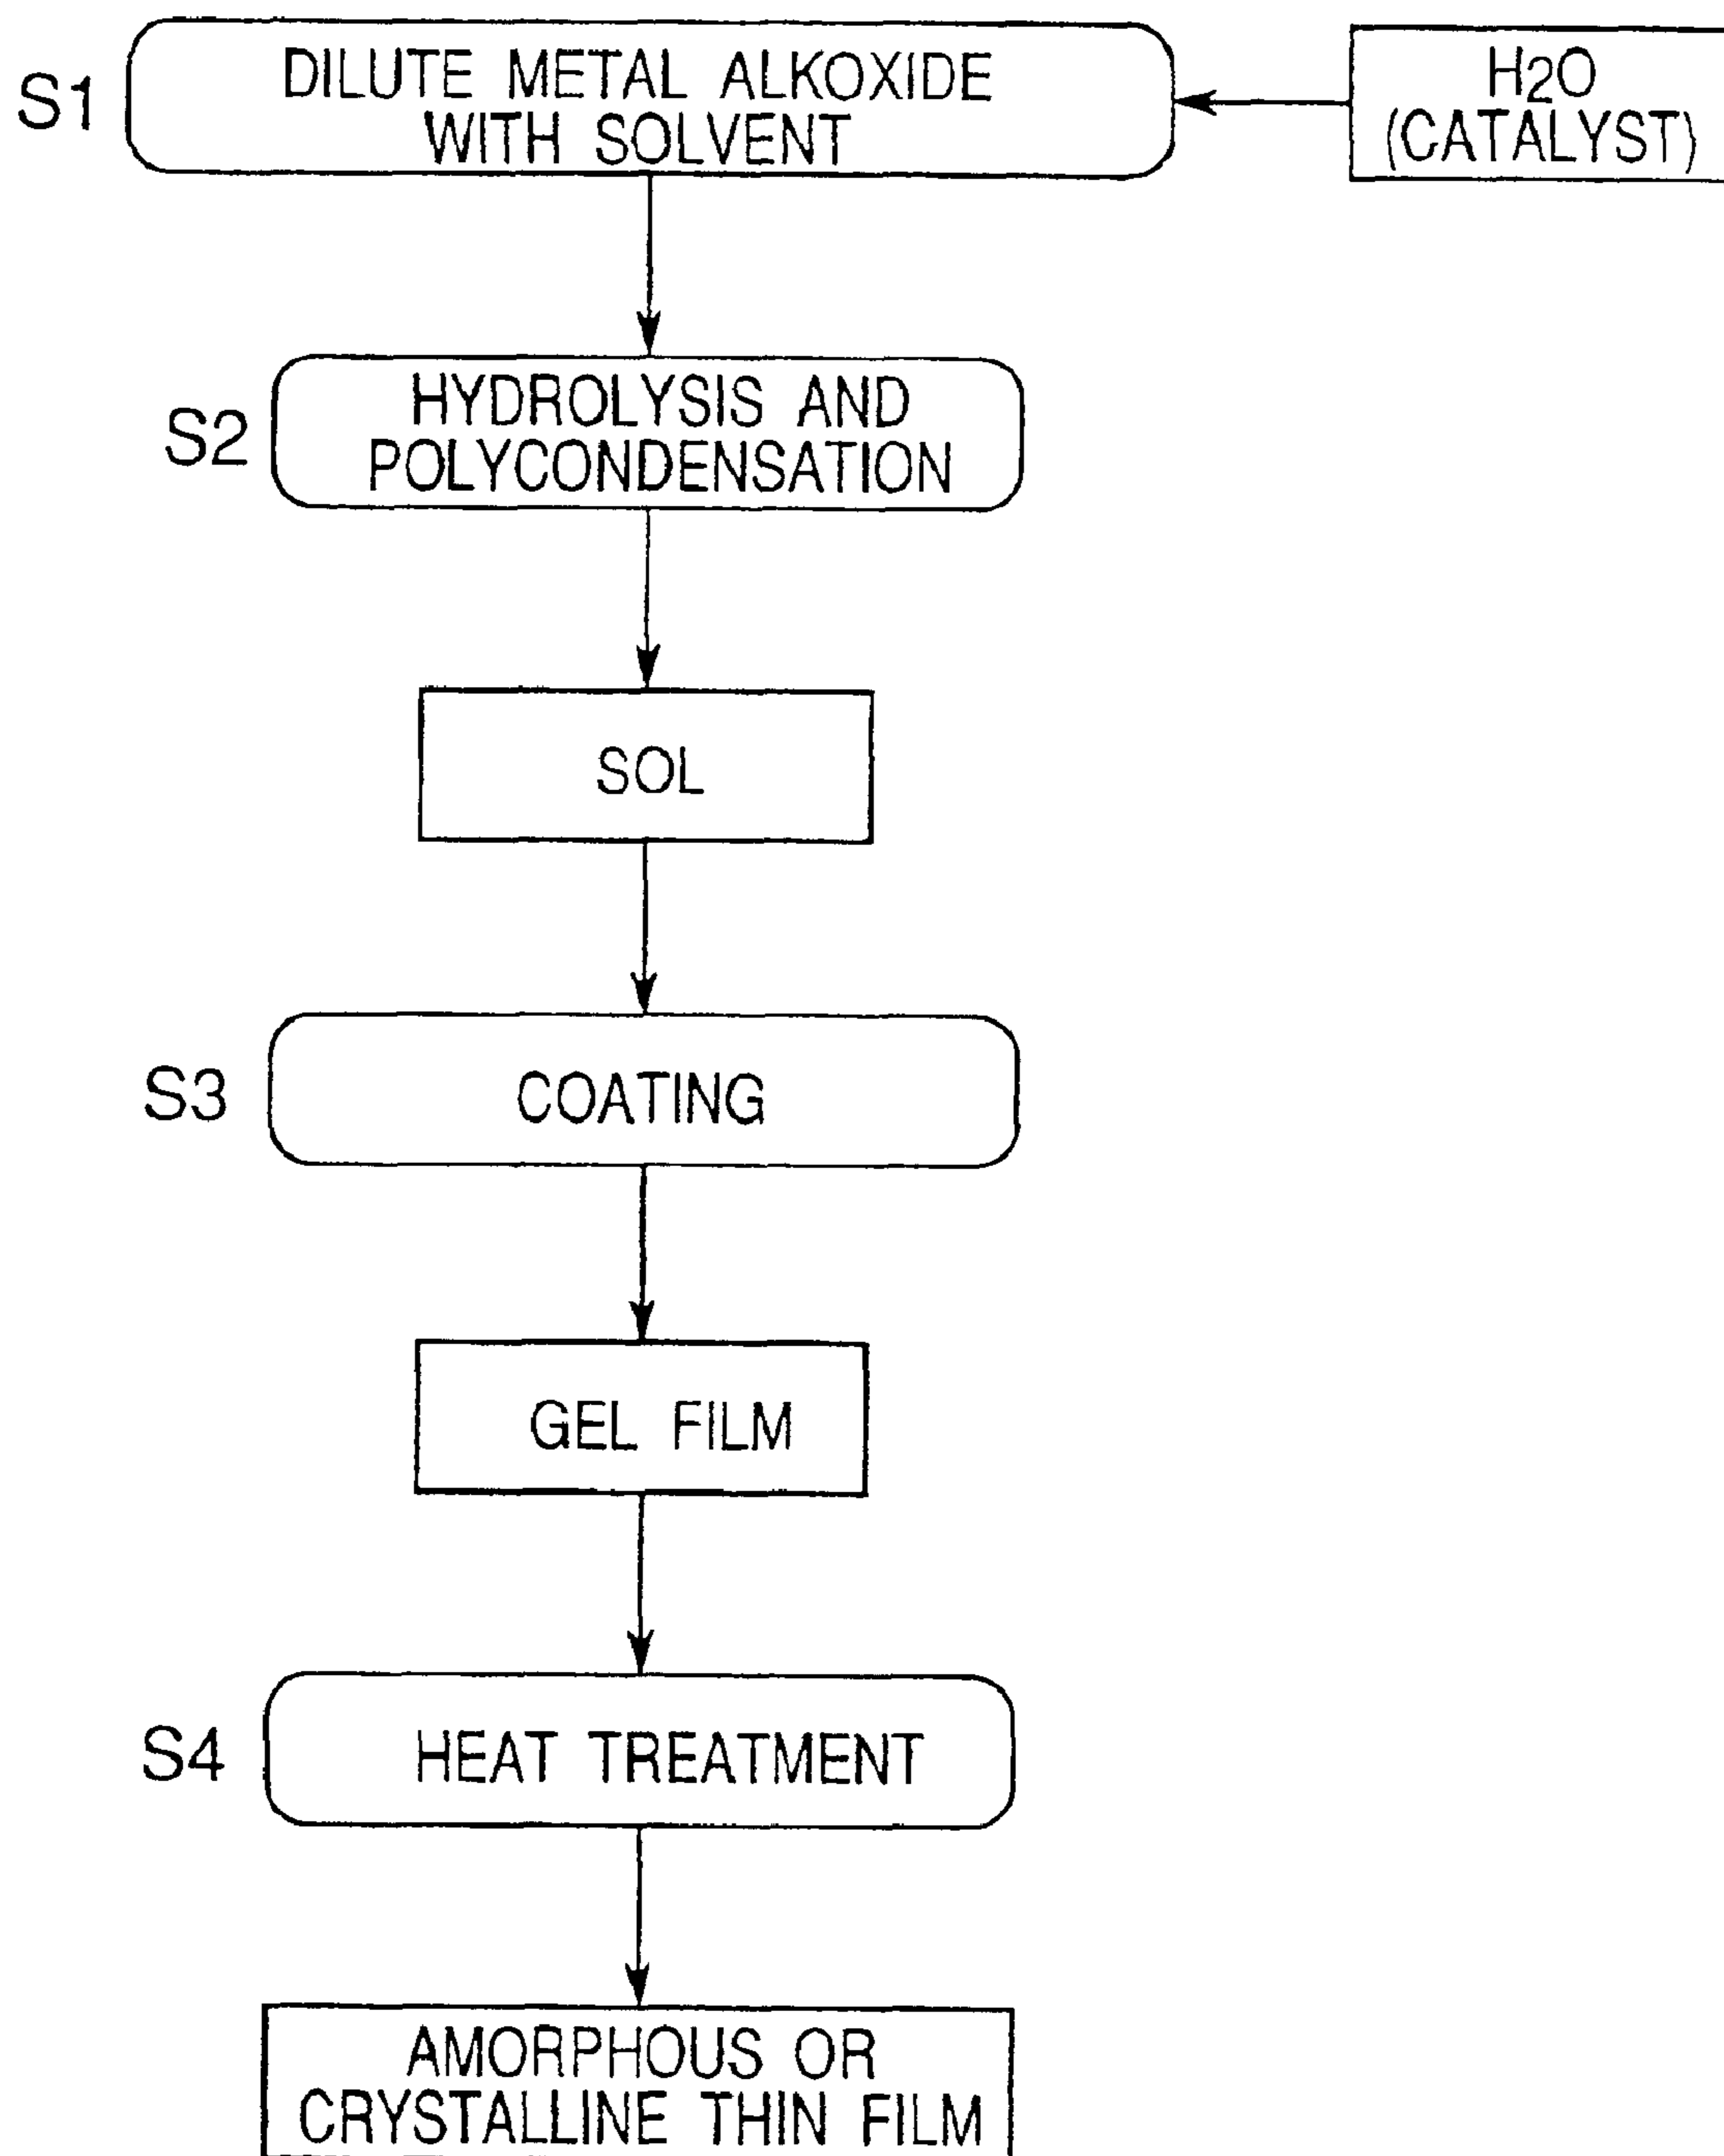 S1
DILUTE METAL ALKOXIDE
WITH SOLVENT
H2O
(CATALYST)
S2
HYDROLYSIS AND
POLYCONDENSATION
SOL
S3
COATING
GEL FILM
S4
HEAT TREATMENT
AMORPHOUS OR
CRYSTALLINE THIN FILM